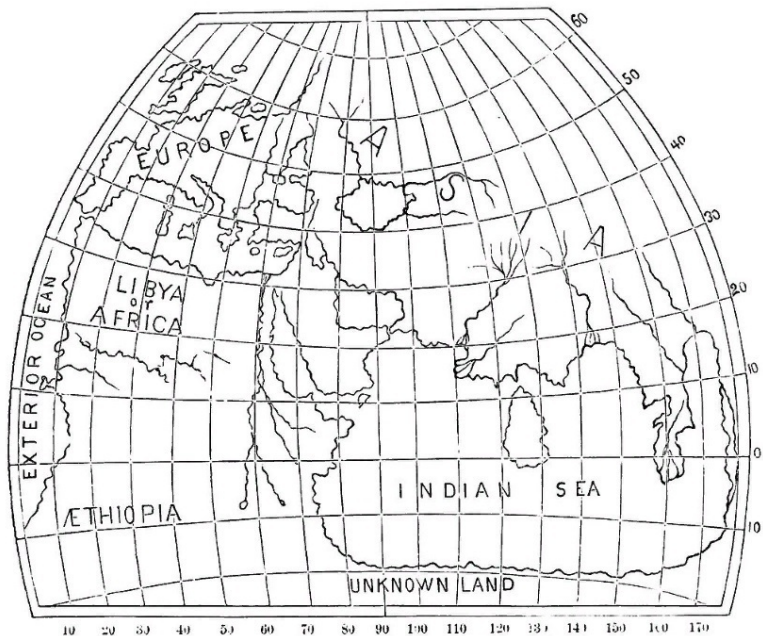 60
50
40
30
20
10
0
10
EUROPE
A
A
LIBYA
or
AFRICA
EXTERIOR OCEAN
INDIAN SEA
ÆTHIOPIA
UNKNOWN LAND
10 20 30 40 50 60 70 80 90 100 110 120 130 140 150 160 170